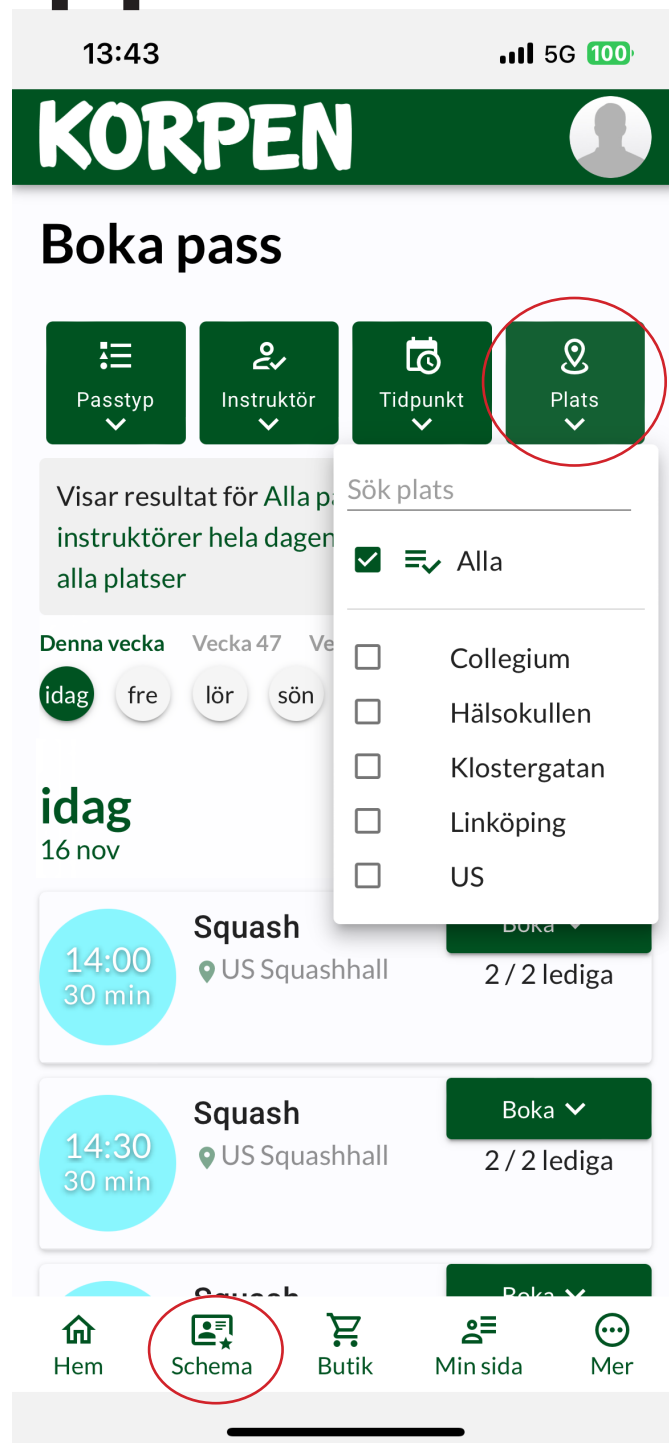 13:43
5G 100
KORPEN
Boka pass
Passtyp
Instruktör
Tidpunkt
Plats
Visar resultat för Alla
instruktörer hela dagen
alla platser
Sök plats
Alla
Collegium
Hälsokullen
Klostergatan
Linköping
US
Denna vecka
Vecka 47
idag
fre
lör
sön
idag
16 nov
14:00
30 min
Squash
US Squashhall
Boka
2 / 2 lediga
14:30
30 min
Squash
US Squashhall
Boka
2 / 2 lediga
Squash
Boka
Hem
Schema
Butik
Min sida
Mer